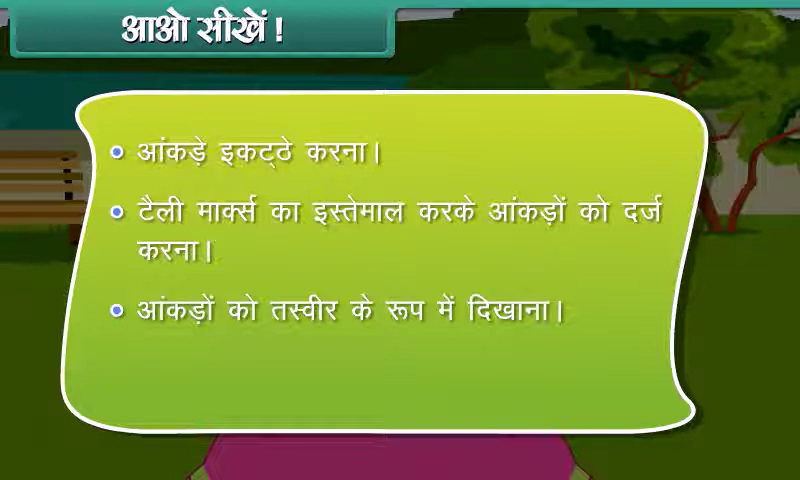 आओ सीखें!
• आंकड़े इकट्ठे करना।
• टैली मार्क्स का इस्तेमाल करके आंकड़ों को दर्ज
करना।
• आंकड़ों को तस्वीर के रूप में दिखाना।